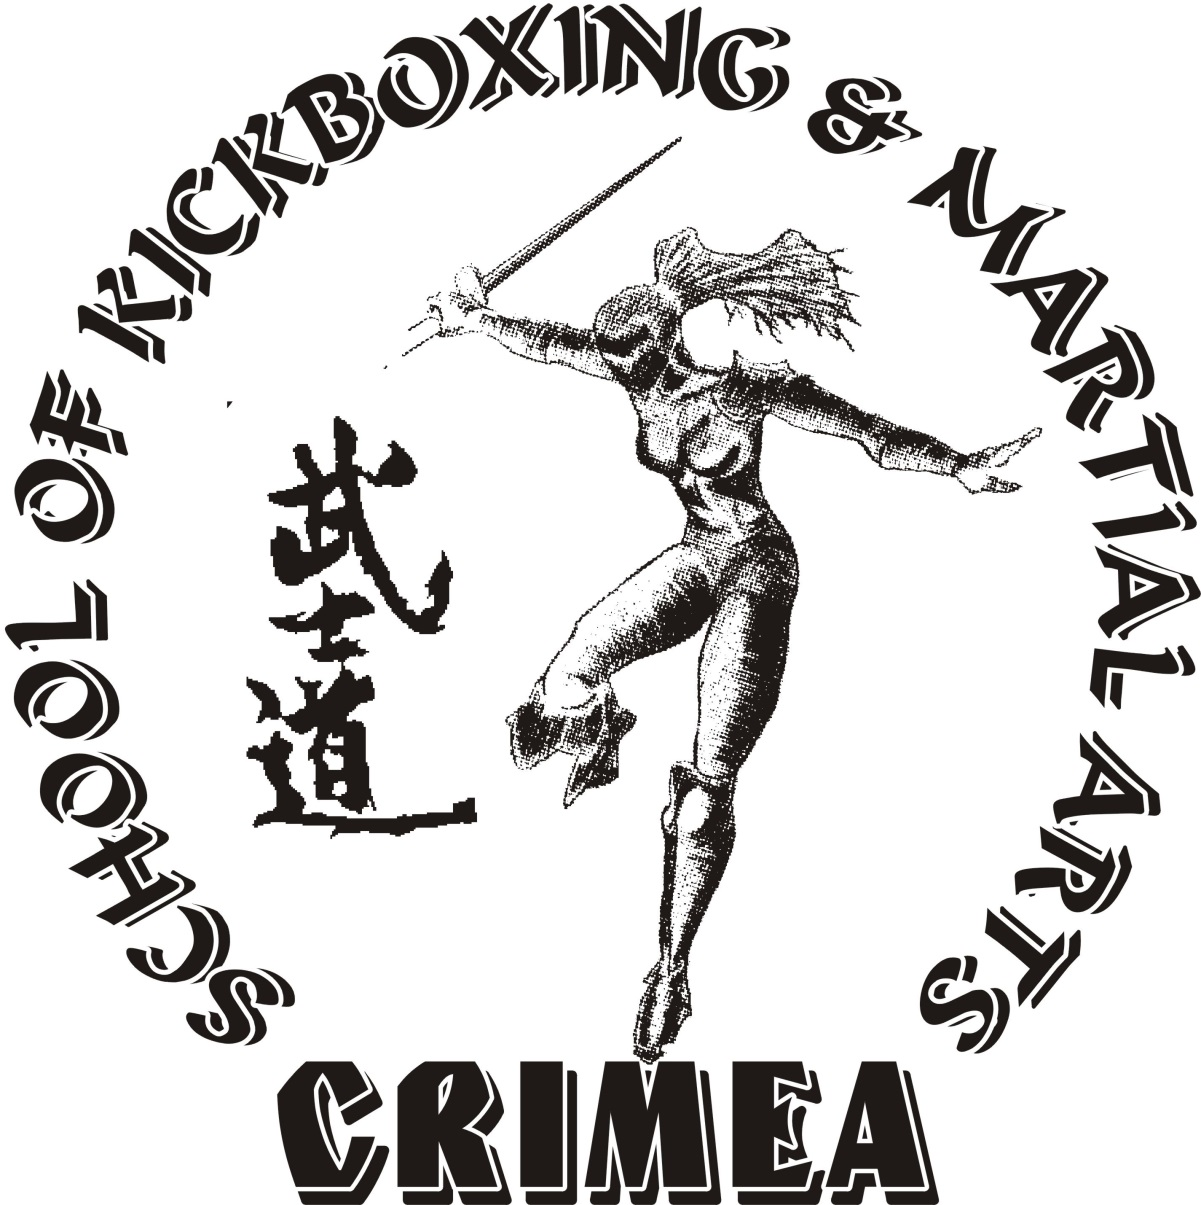 SCHOOL OF KICKBOXING & MARTIAL ARTS
武士道
CRIMEA